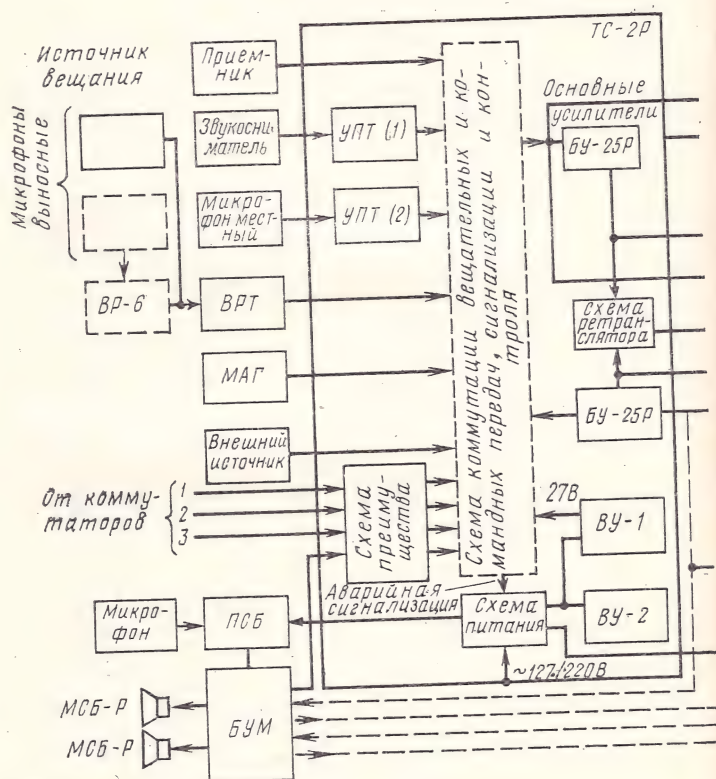 ТС-2Р
Источник
вещания
Прием-
ник
Микрофоны
выносные
Звукосни-
матель
УПТ (1)
Микро-
фон мест-
ный
УПТ (2)
ВР-6
ВРТ
МАГ
Внешний
источник
От комму-
таторов
1
2
3
Схема
преиму-
щества
Схема коммутации вещательных и ко-
мандных передач, сигнализации и кон-
троля
Основные
усилители
БУ-25Р
Схема
ретран-
слятора
БУ-25Р
27В
ВУ-1
ВУ-2
Аварийная
сигнализация
Схема
питания
~127/220В
Микро-
фон
ПСБ
БУМ
МСБ-Р
МСБ-Р